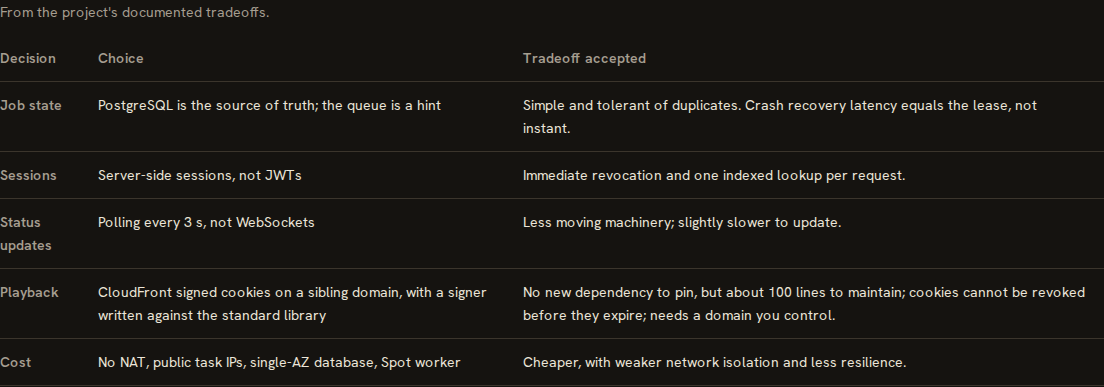 From the project's documented tradeoffs.
Decision Choice Tradeoff accepted
Job state PostgreSQL is the source of truth; the queue is a hint Simple and tolerant of duplicates. Crash recovery latency equals the lease, not
instant.
Sessions Server-side sessions, not JWTs Immediate revocation and one indexed lookup per request.
Status Polling every 3 s, not WebSockets Less moving machinery; slightly slower to update.
updates
Playback CloudFront signed cookies on a sibling domain, with a signer No new dependency to pin, but about 100 lines to maintain; cookies cannot be revoked
written against the standard library before they expire; needs a domain you control.
Cost No NAT, public task IPs, single-AZ database, Spot worker Cheaper, with weaker network isolation and less resilience.